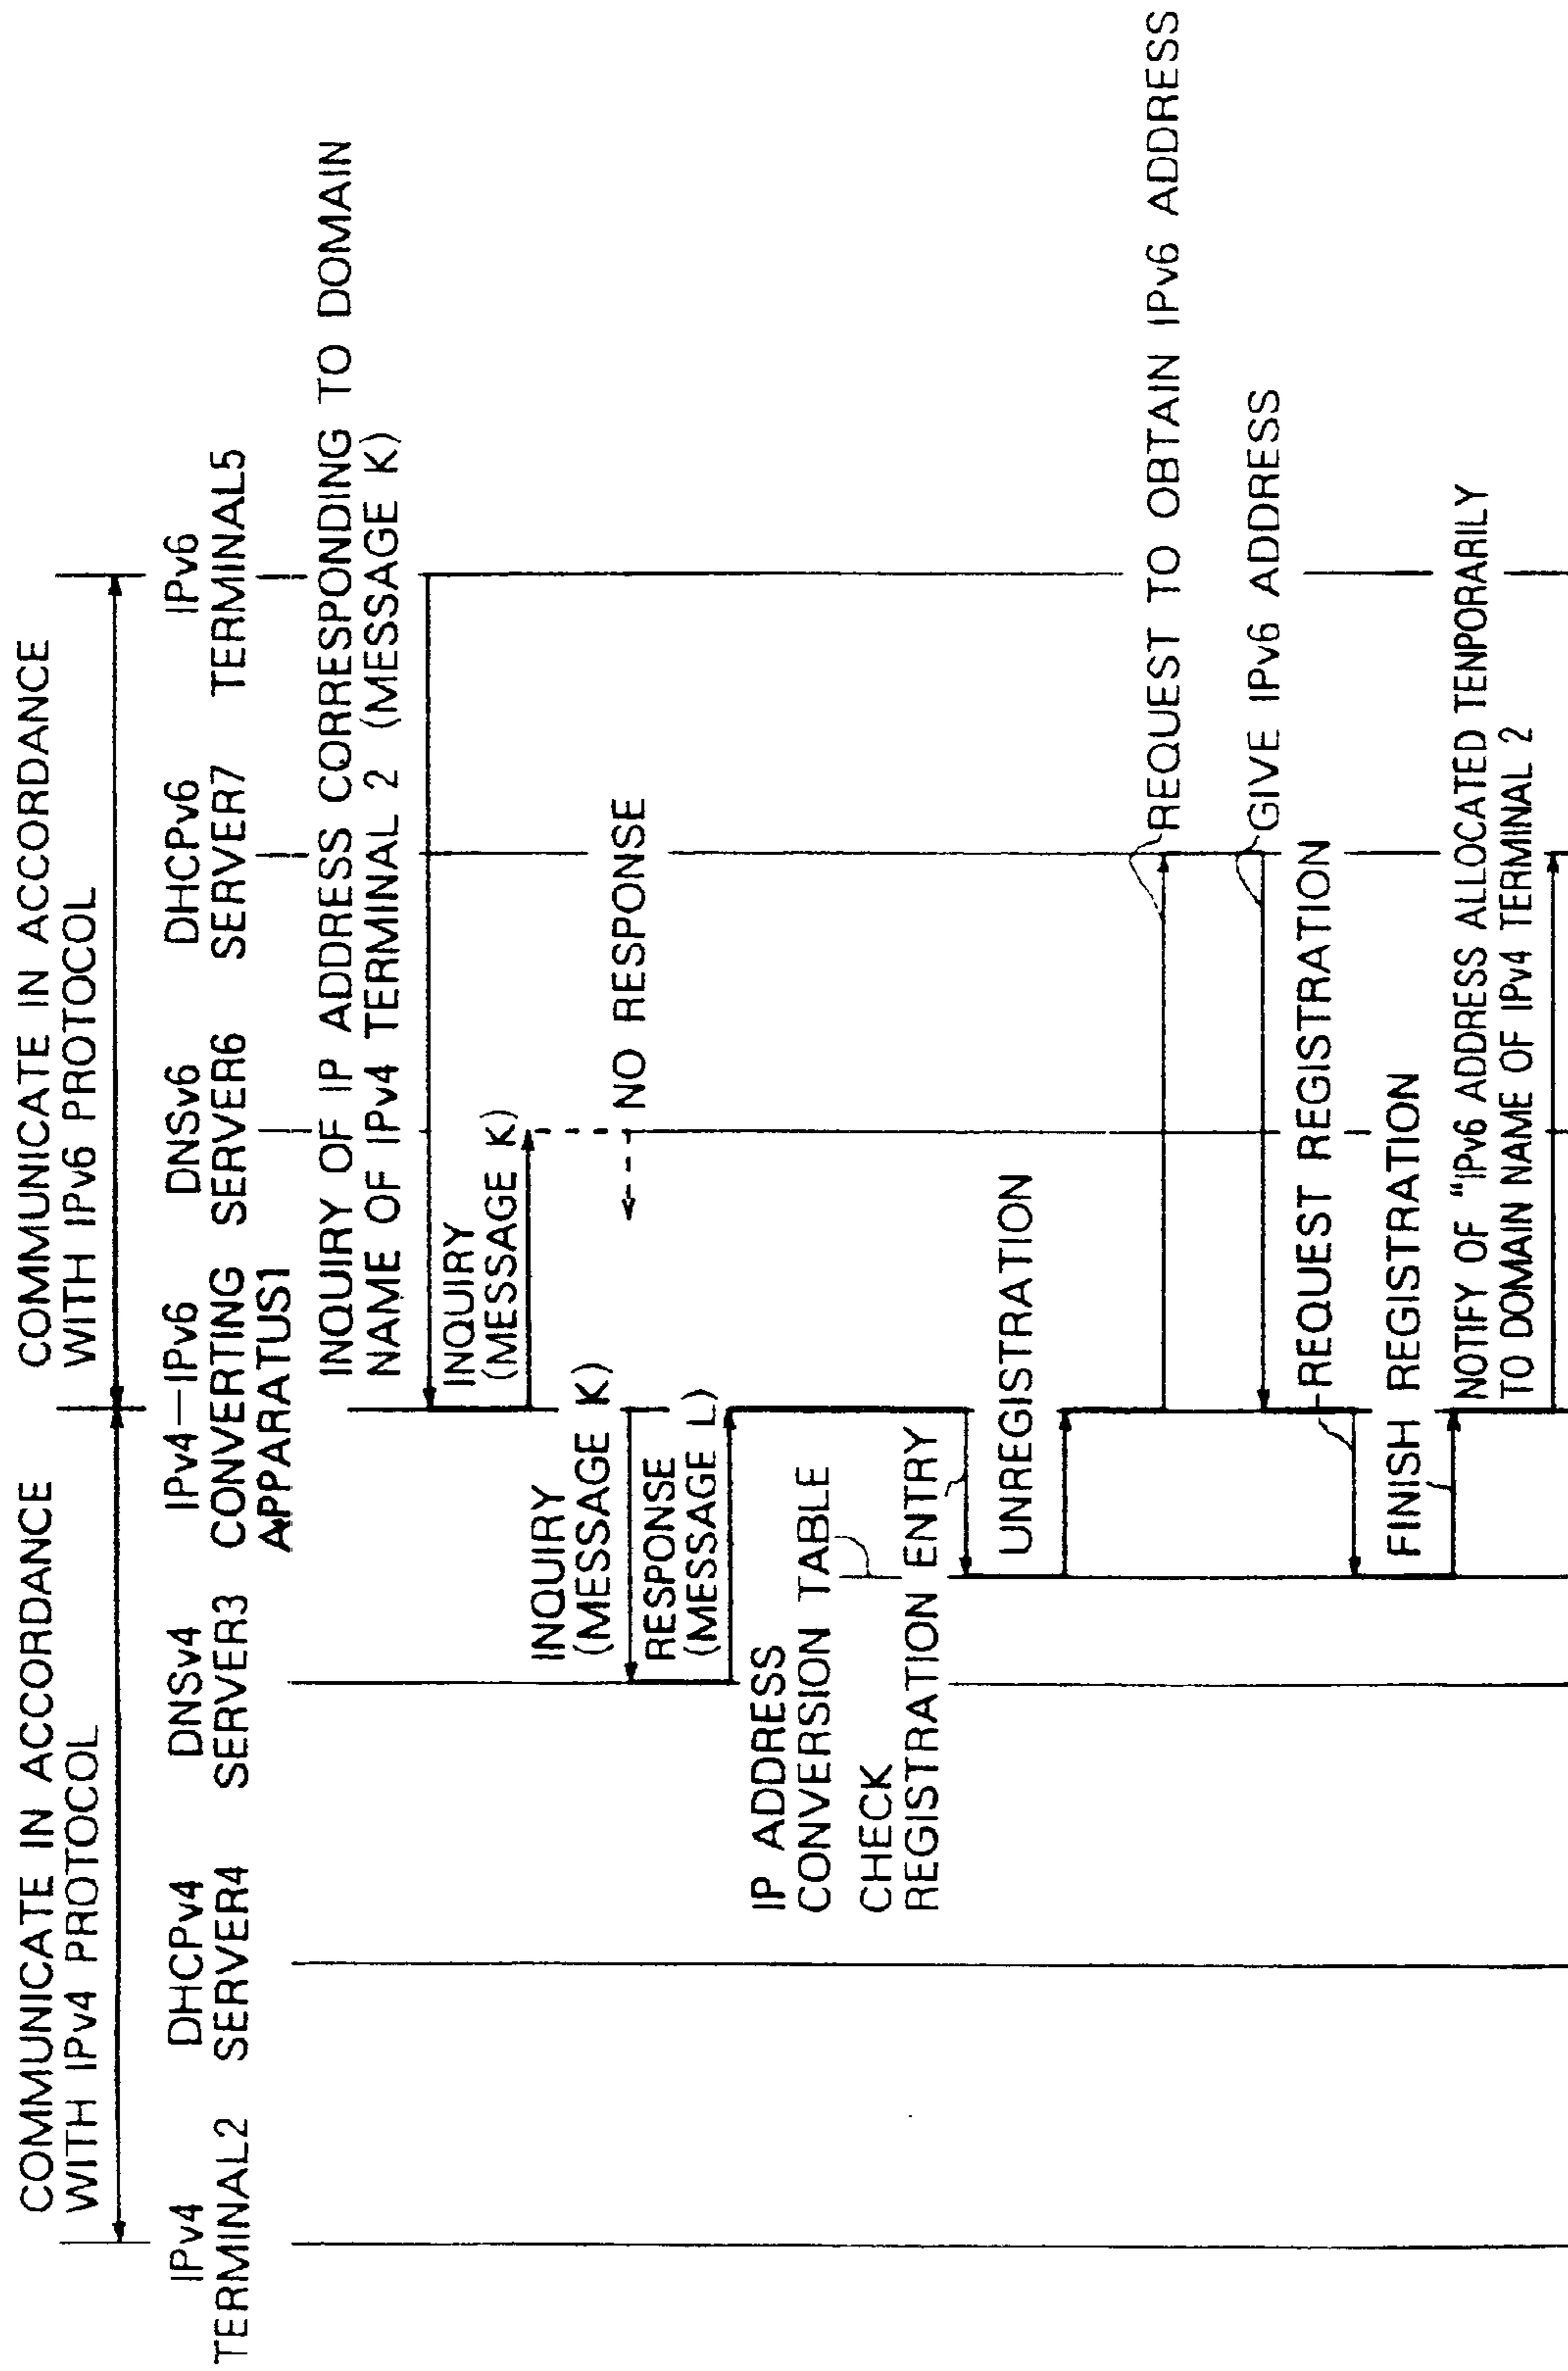 COMMUNICATE IN ACCORDANCE
WITH IPv4 PROTOCOL
COMMUNICATE IN ACCORDANCE
WITH IPv6 PROTOCOL
IPv4
TERMINAL2
DHCPv4
SERVER4
DNSv4
SERVER3
IPv4-IPv6
CONVERTING
APPARATUS1
DNSv6
SERVER6
DHCPv6
SERVER7
IPv6
TERMINAL5
INQUIRY OF IP ADDRESS CORRESPONDING TO DOMAIN
NAME OF IPv4 TERMINAL 2 (MESSAGE K)
INQUIRY
(MESSAGE K)
INQUIRY
(MESSAGE K)
NO RESPONSE
RESPONSE
(MESSAGE L)
IP ADDRESS
CONVERSION TABLE
CHECK
REGISTRATION ENTRY
UNREGISTRATION
REQUEST TO OBTAIN IPv6 ADDRESS
GIVE IPv6 ADDRESS
REQUEST REGISTRATION
FINISH REGISTRATION
NOTIFY OF "IPv6 ADDRESS ALLOCATED TENPORARILY
TO DOMAIN NAME OF IPv4 TERMINAL 2